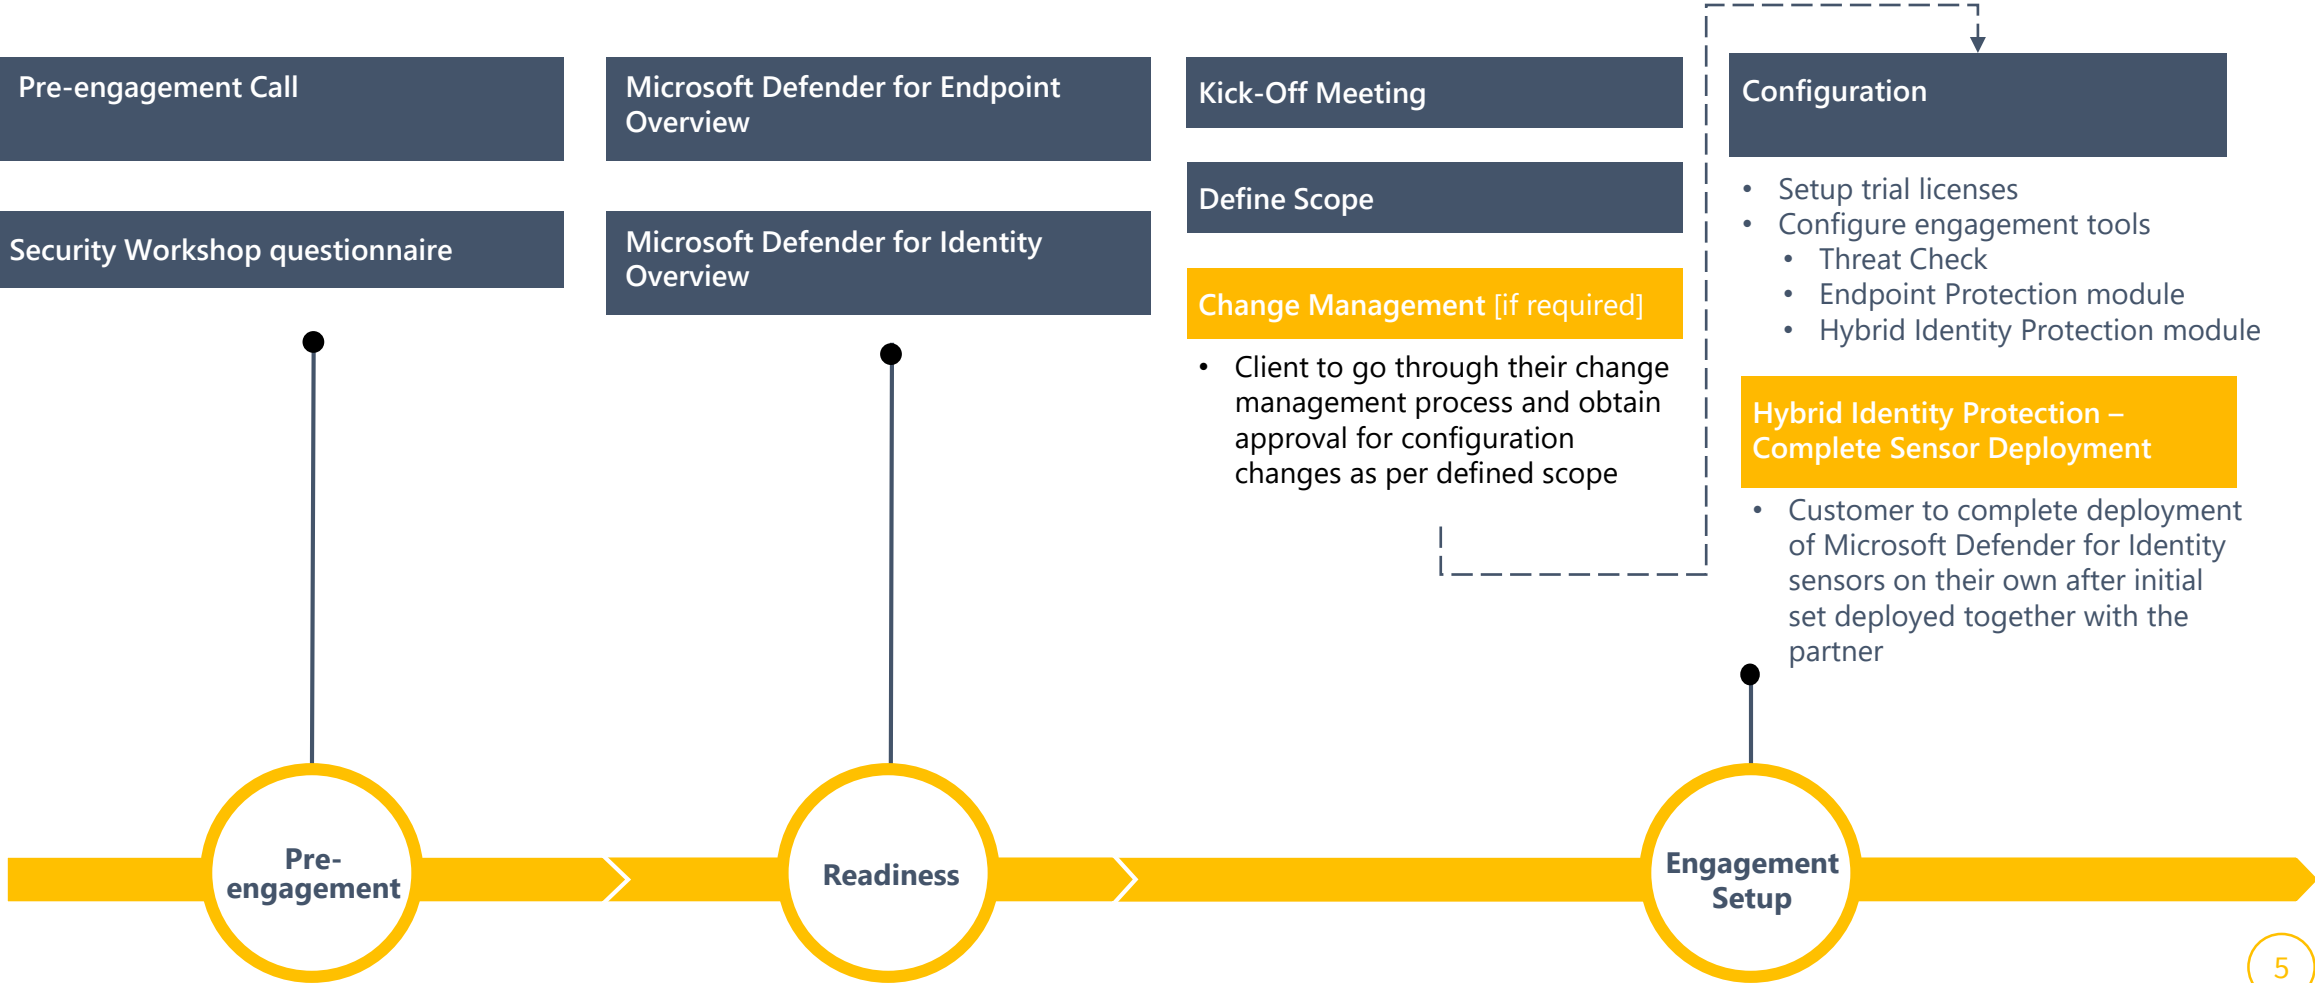 Pre-engagement Call
Security Workshop questionnaire
Microsoft Defender for Endpoint
Overview
Microsoft Defender for Identity
Overview
Kick-Off Meeting
Define Scope
Change Management [if required]
• Client to go through their change
management process and obtain
approval for configuration
changes as per defined scope
Configuration
• Setup trial licenses
• Configure engagement tools
• Threat Check
• Endpoint Protection module
• Hybrid Identity Protection module
Hybrid Identity Protection –
Complete Sensor Deployment
• Customer to complete deployment
of Microsoft Defender for Identity
sensors on their own after initial
set deployed together with the
partner
Pre-
engagement
Readiness
Engagement
Setup
5